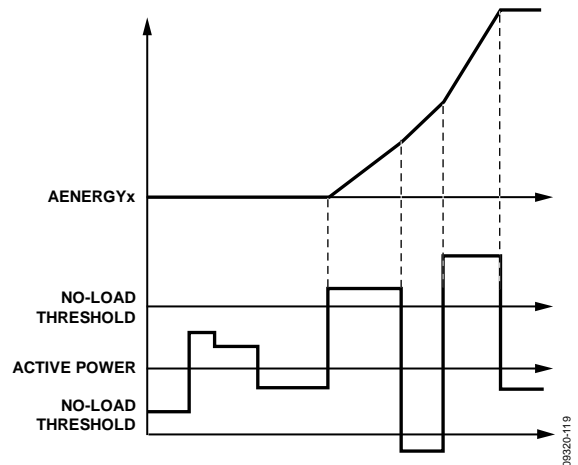 AENERGYx
NO-LOAD
THRESHOLD
ACTIVE POWER
NO-LOAD
THRESHOLD
09320-119